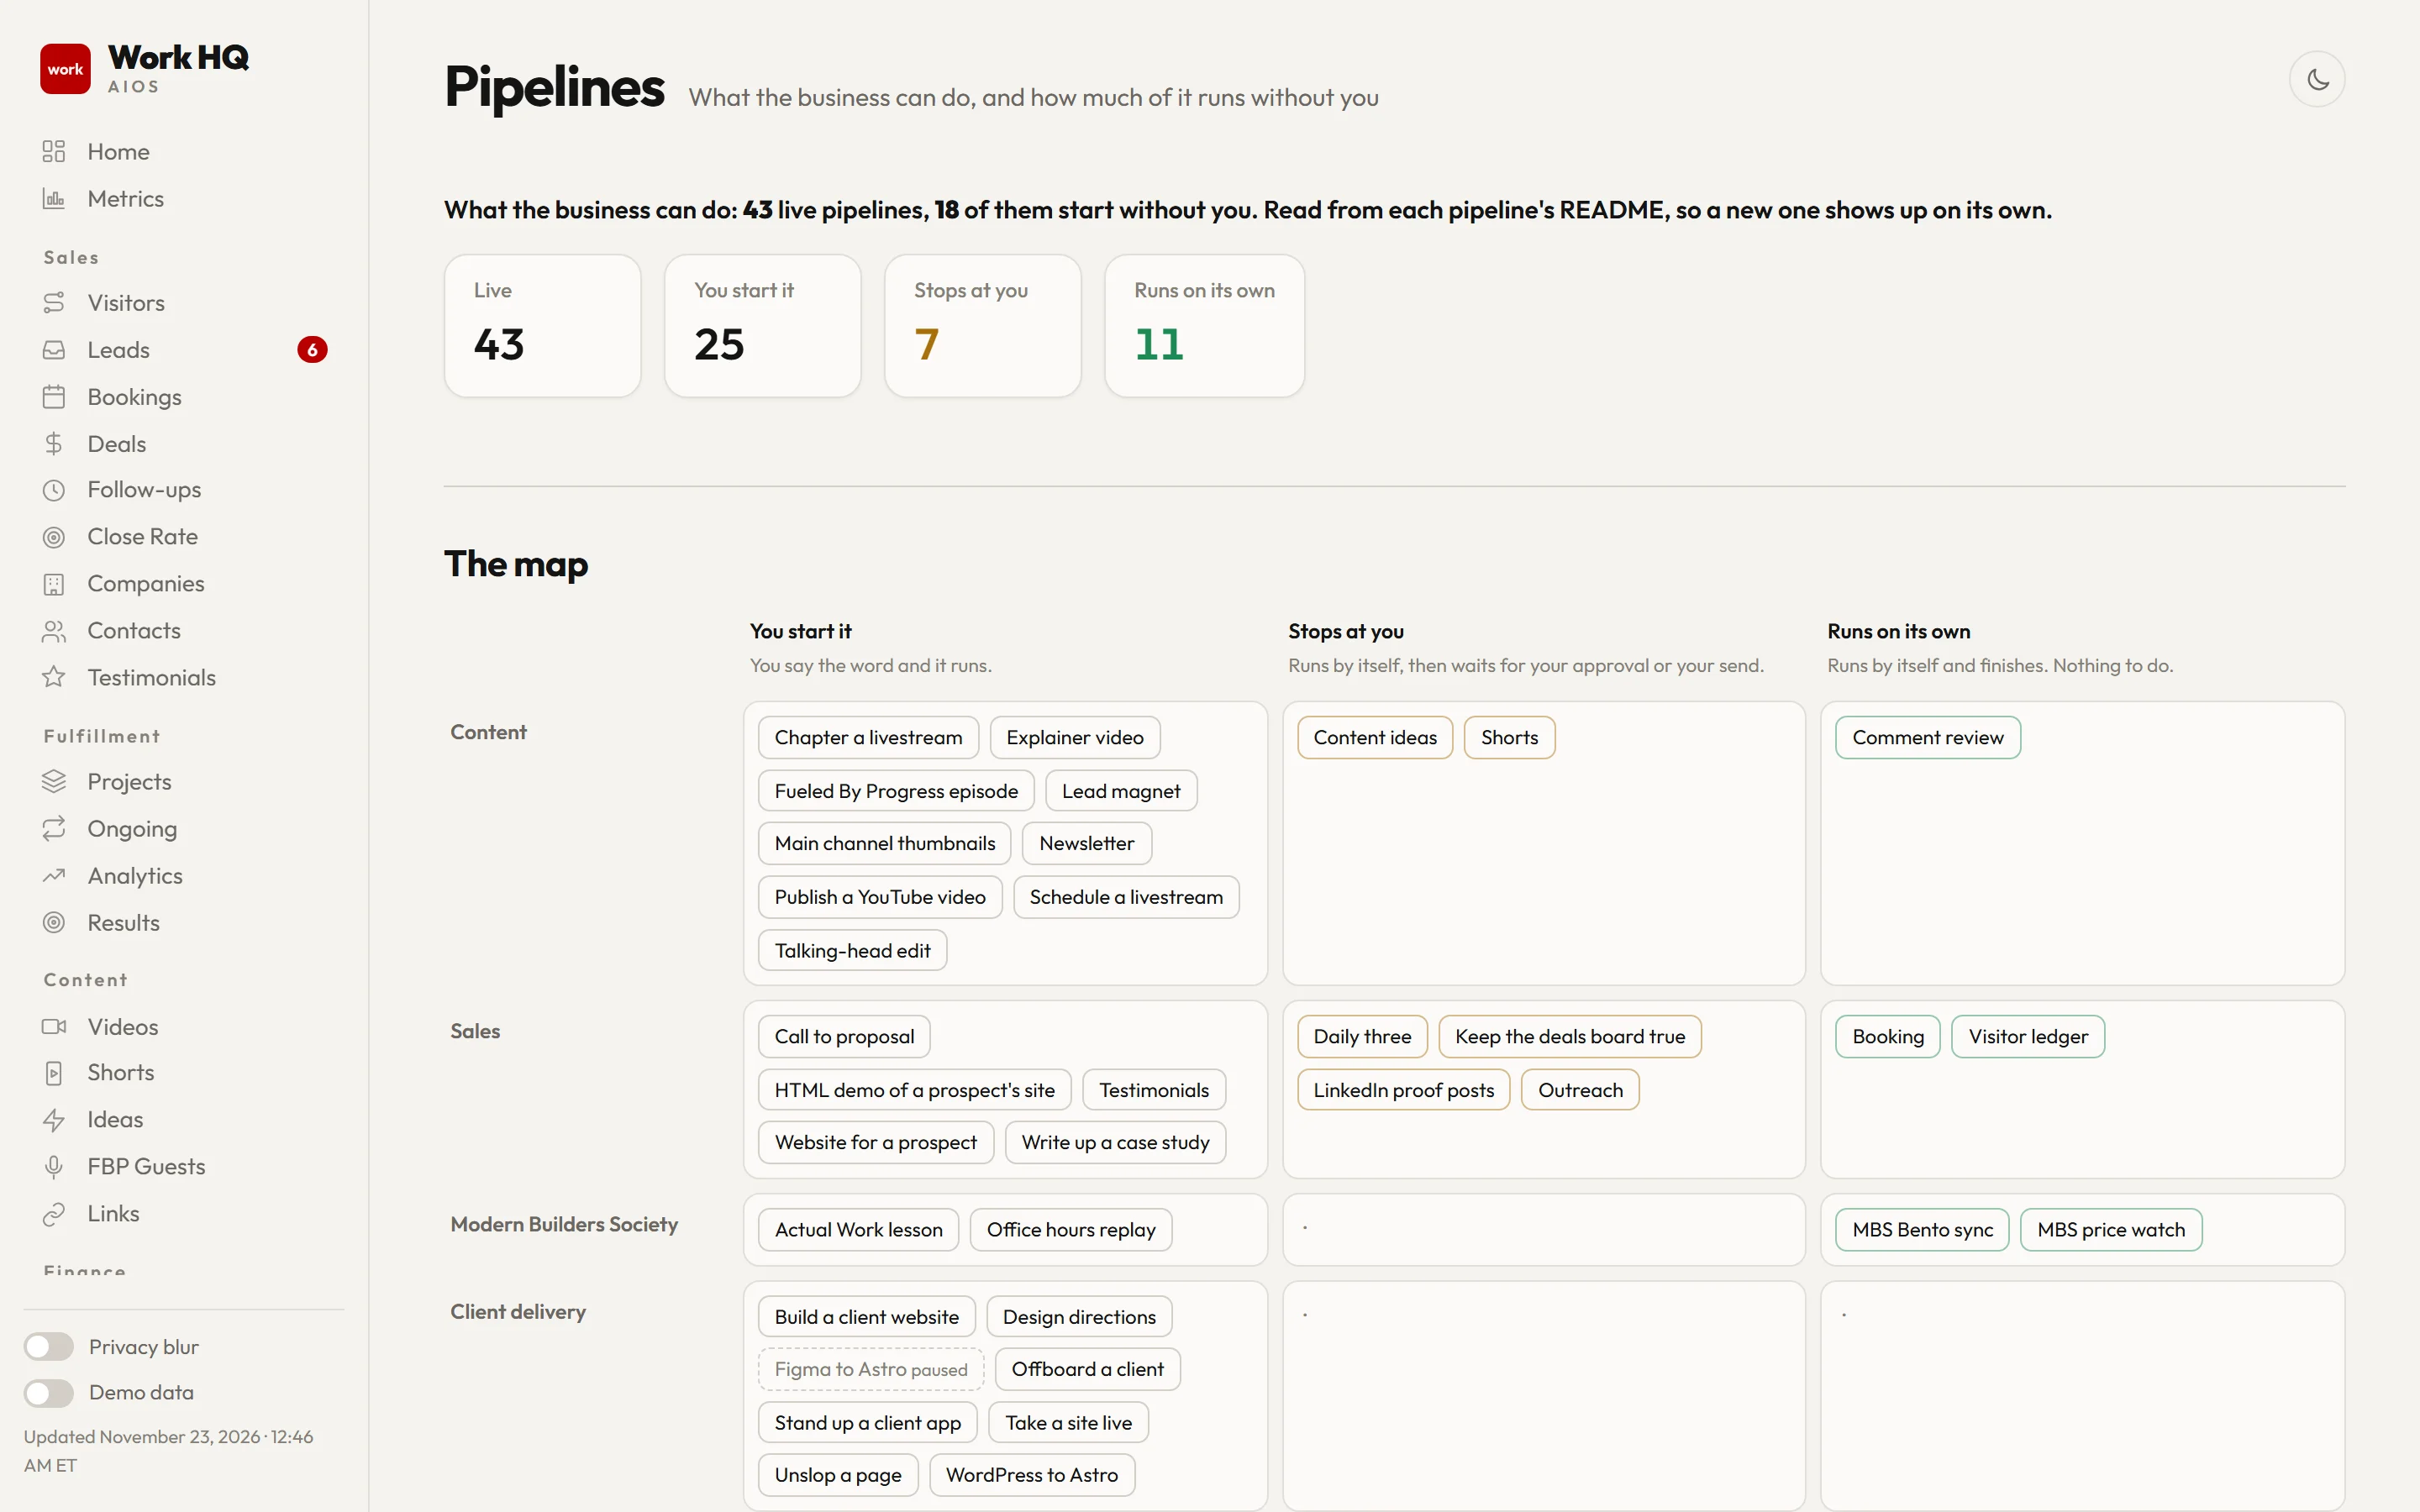 work
Work HQ
AIOS
Home
Metrics
Sales
Visitors
Leads 6
Bookings
Deals
Follow-ups
Close Rate
Companies
Contacts
Testimonials
Fulfillment
Projects
Ongoing
Analytics
Results
Content
Videos
Shorts
Ideas
FBP Guests
Links
Finance
Privacy blur
Demo data
Updated November 23, 2026 · 12:46
AM ET
Pipelines What the business can do, and how much of it runs without you
What the business can do: 43 live pipelines, 18 of them start without you. Read from each pipeline's README, so a new one shows up on its own.
Live
43
You start it
25
Stops at you
7
Runs on its own
11
The map
You start it
You say the word and it runs.
Stops at you
Runs by itself, then waits for your approval or your send.
Runs on its own
Runs by itself and finishes. Nothing to do.
Content
Chapter a livestream
Explainer video
Fueled By Progress episode
Lead magnet
Main channel thumbnails
Newsletter
Publish a YouTube video
Schedule a livestream
Talking-head edit
Content ideas
Shorts
Comment review
Sales
Call to proposal
HTML demo of a prospect's site
Testimonials
Website for a prospect
Write up a case study
Daily three
Keep the deals board true
LinkedIn proof posts
Outreach
Booking
Visitor ledger
Modern Builders Society
Actual Work lesson
Office hours replay
·
MBS Bento sync
MBS price watch
Client delivery
Build a client website
Design directions
Figma to Astro paused
Offboard a client
Stand up a client app
Take a site live
Unslop a page
WordPress to Astro
·
·